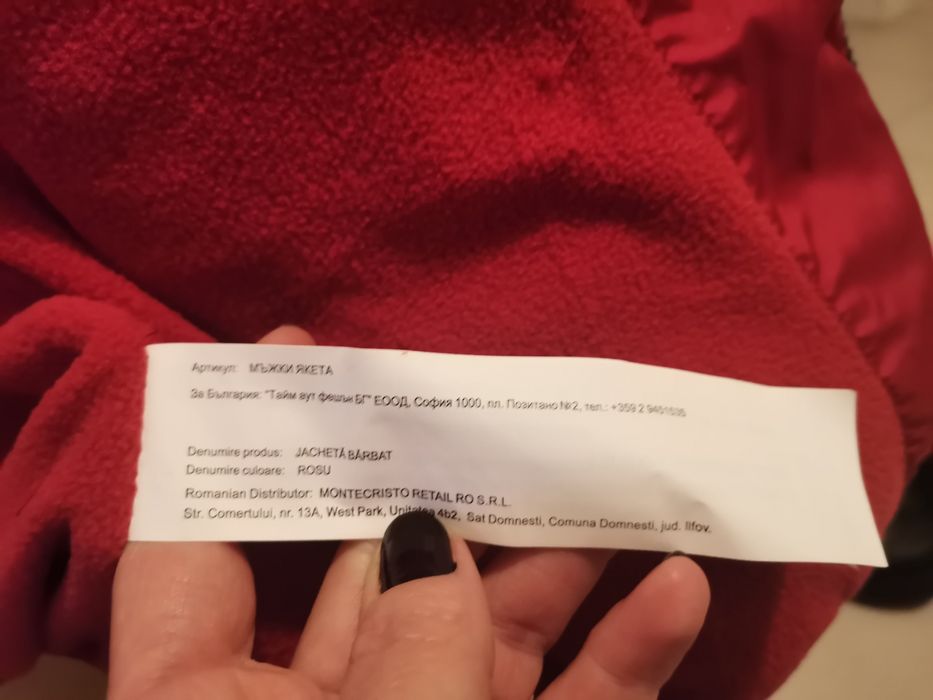 Артикул: МЪЖКИ ЯКЕТА
За България: "Тайм аут фешън БГ" ЕООД, София 1000, пл. Позитано №2, тел.: +359 2
Denumire produs: JACHETĂ BĂRBAT
Denumire culoare: ROSU
Romanian Distributor: MONTECRISTO RETAIL RO S.R.L.
Str. Comertului, nr. 13A, West Park, 4b2, Sat Domnesti, Comuna Domnesti, jud. Ilfov.